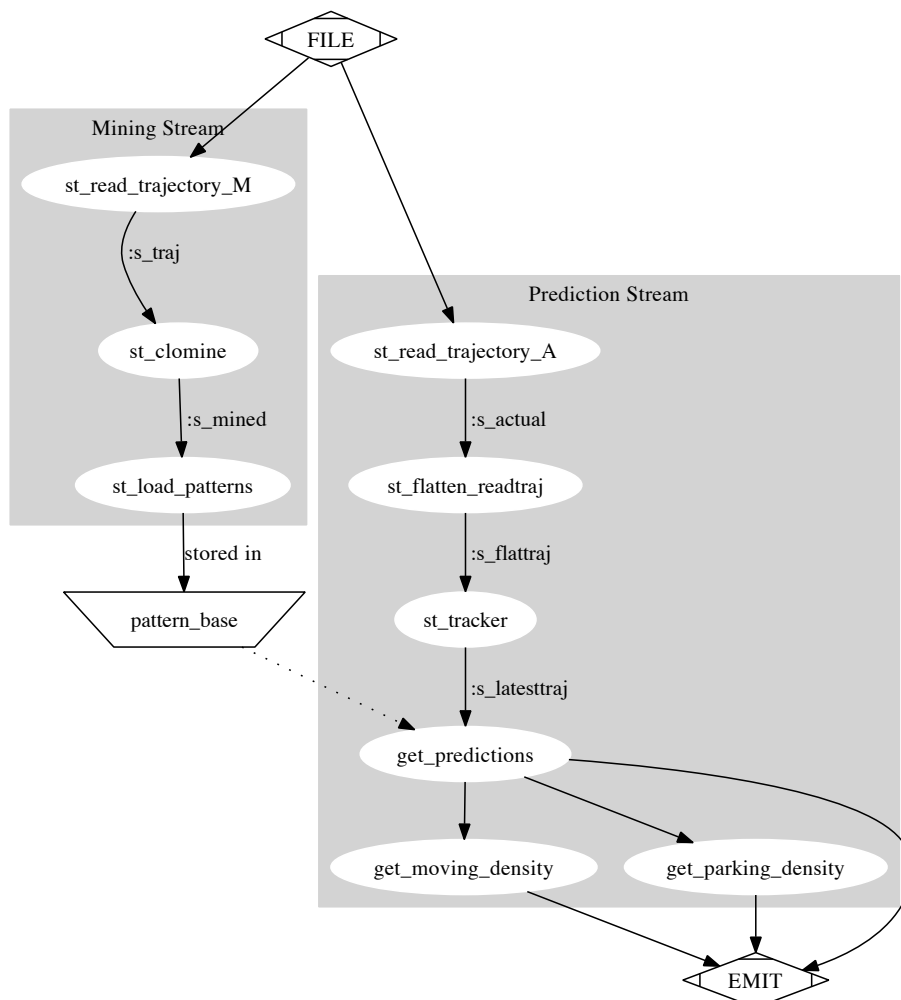 FILE
Mining Stream
st_read_trajectory_M
:s_traj
Prediction Stream
st_clomine
st_read_trajectory_A
:s_mined
:s_actual
st_load_patterns
st_flatten_readtraj
stored in
:s_flattraj
pattern_base
st_tracker
:s_latesttraj
get_predictions
get_moving_density
get_parking_density
EMIT